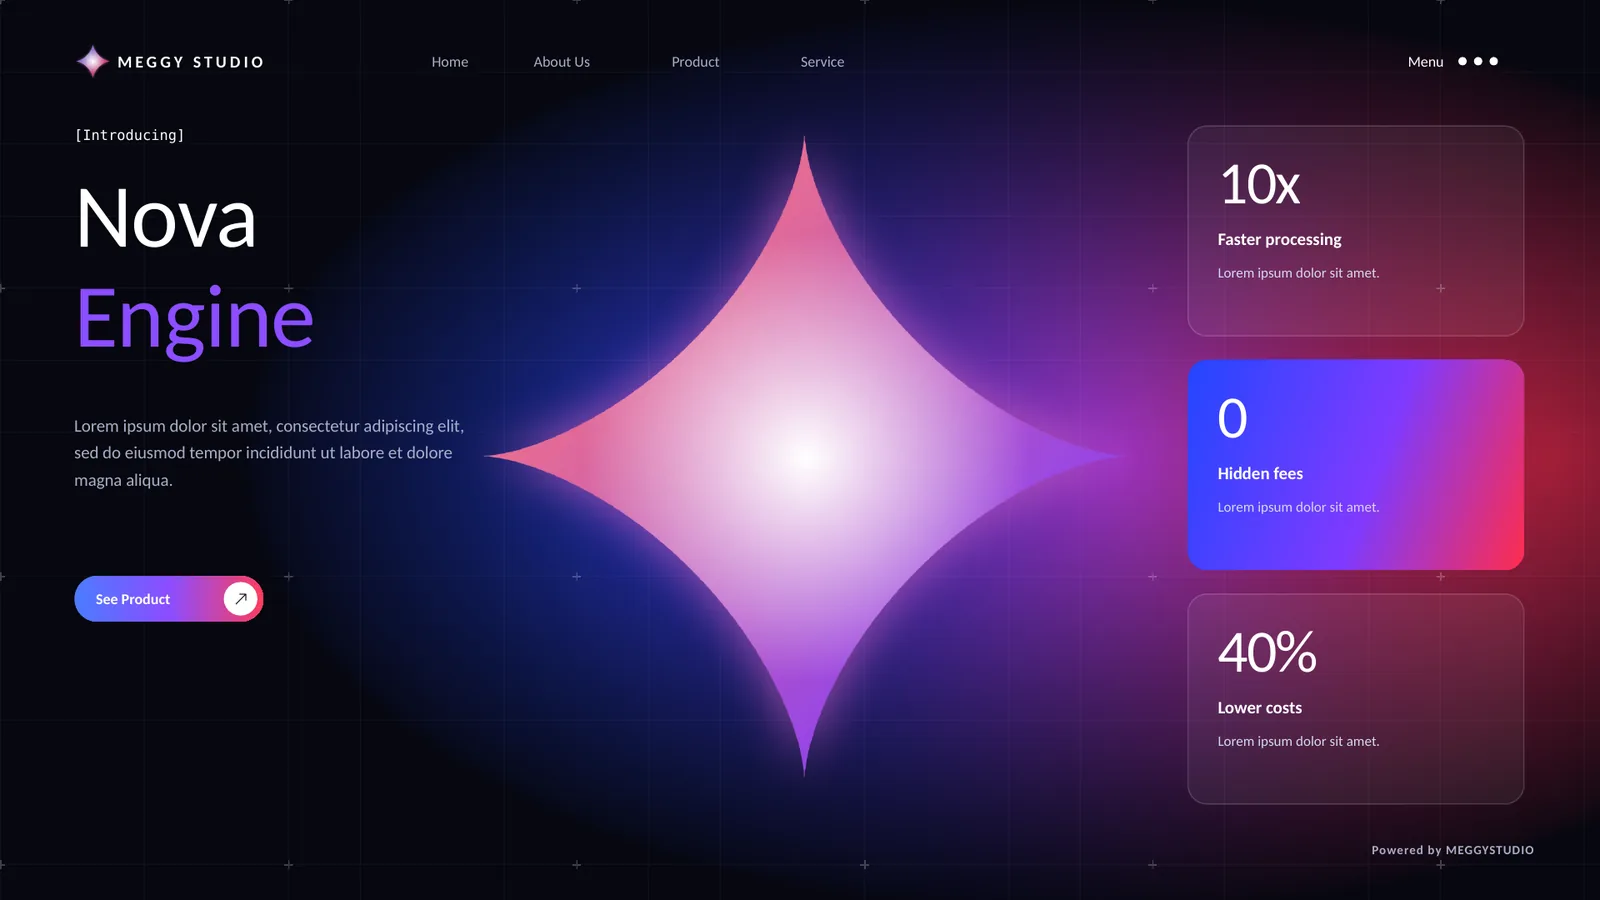 MEGGY STUDIO
Home
About Us
Product
Service
Menu
[Introducing]
Nova
Engine
Lorem ipsum dolor sit amet, consectetur adipiscing elit,
sed do eiusmod tempor incididunt ut labore et dolore
magna aliqua.
See Product
10x
Faster processing
Lorem ipsum dolor sit amet.
0
Hidden fees
Lorem ipsum dolor sit amet.
40%
Lower costs
Lorem ipsum dolor sit amet.
Powered by MEGGYSTUDIO